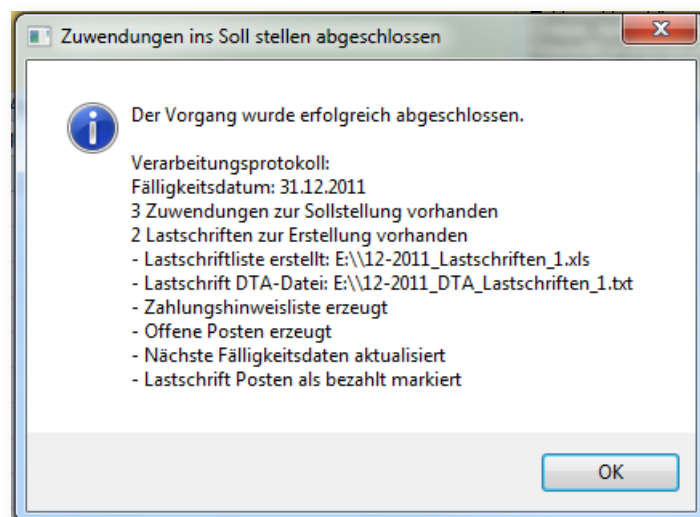 Zuwendungen ins Soll stellen abgeschlossen
Der Vorgang wurde erfolgreich abgeschlossen.
Verarbeitungsprotokoll:
Fälligkeitsdatum: 31.12.2011
3 Zuwendungen zur Sollstellung vorhanden
2 Lastschriften zur Erstellung vorhanden
- Lastschriftliste erstellt: E:\\12-2011_Lastschriften_1.xls
- Lastschrift DTA-Datei: E:\\12-2011_DTA_Lastschriften_1.txt
- Zahlungshinweisliste erzeugt
- Offene Posten erzeugt
- Nächste Fälligkeitsdaten aktualisiert
- Lastschrift Posten als bezahlt markiert
OK